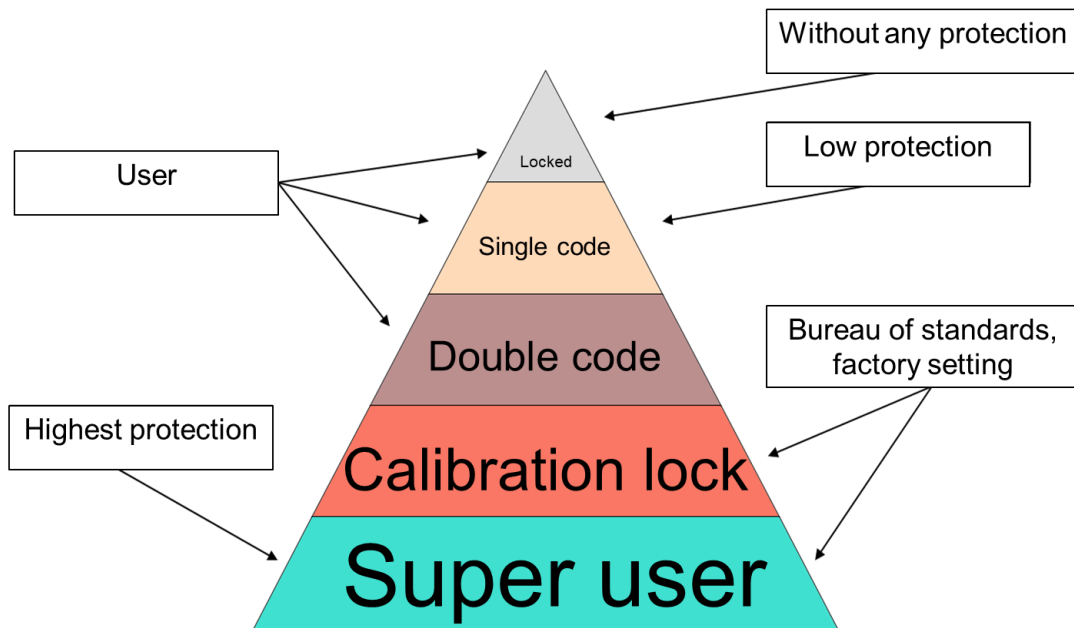 Without any protection
Locked
Low protection
User
Single code
Double code
Bureau of standards,
factory setting
Highest protection
Calibration lock
Super user